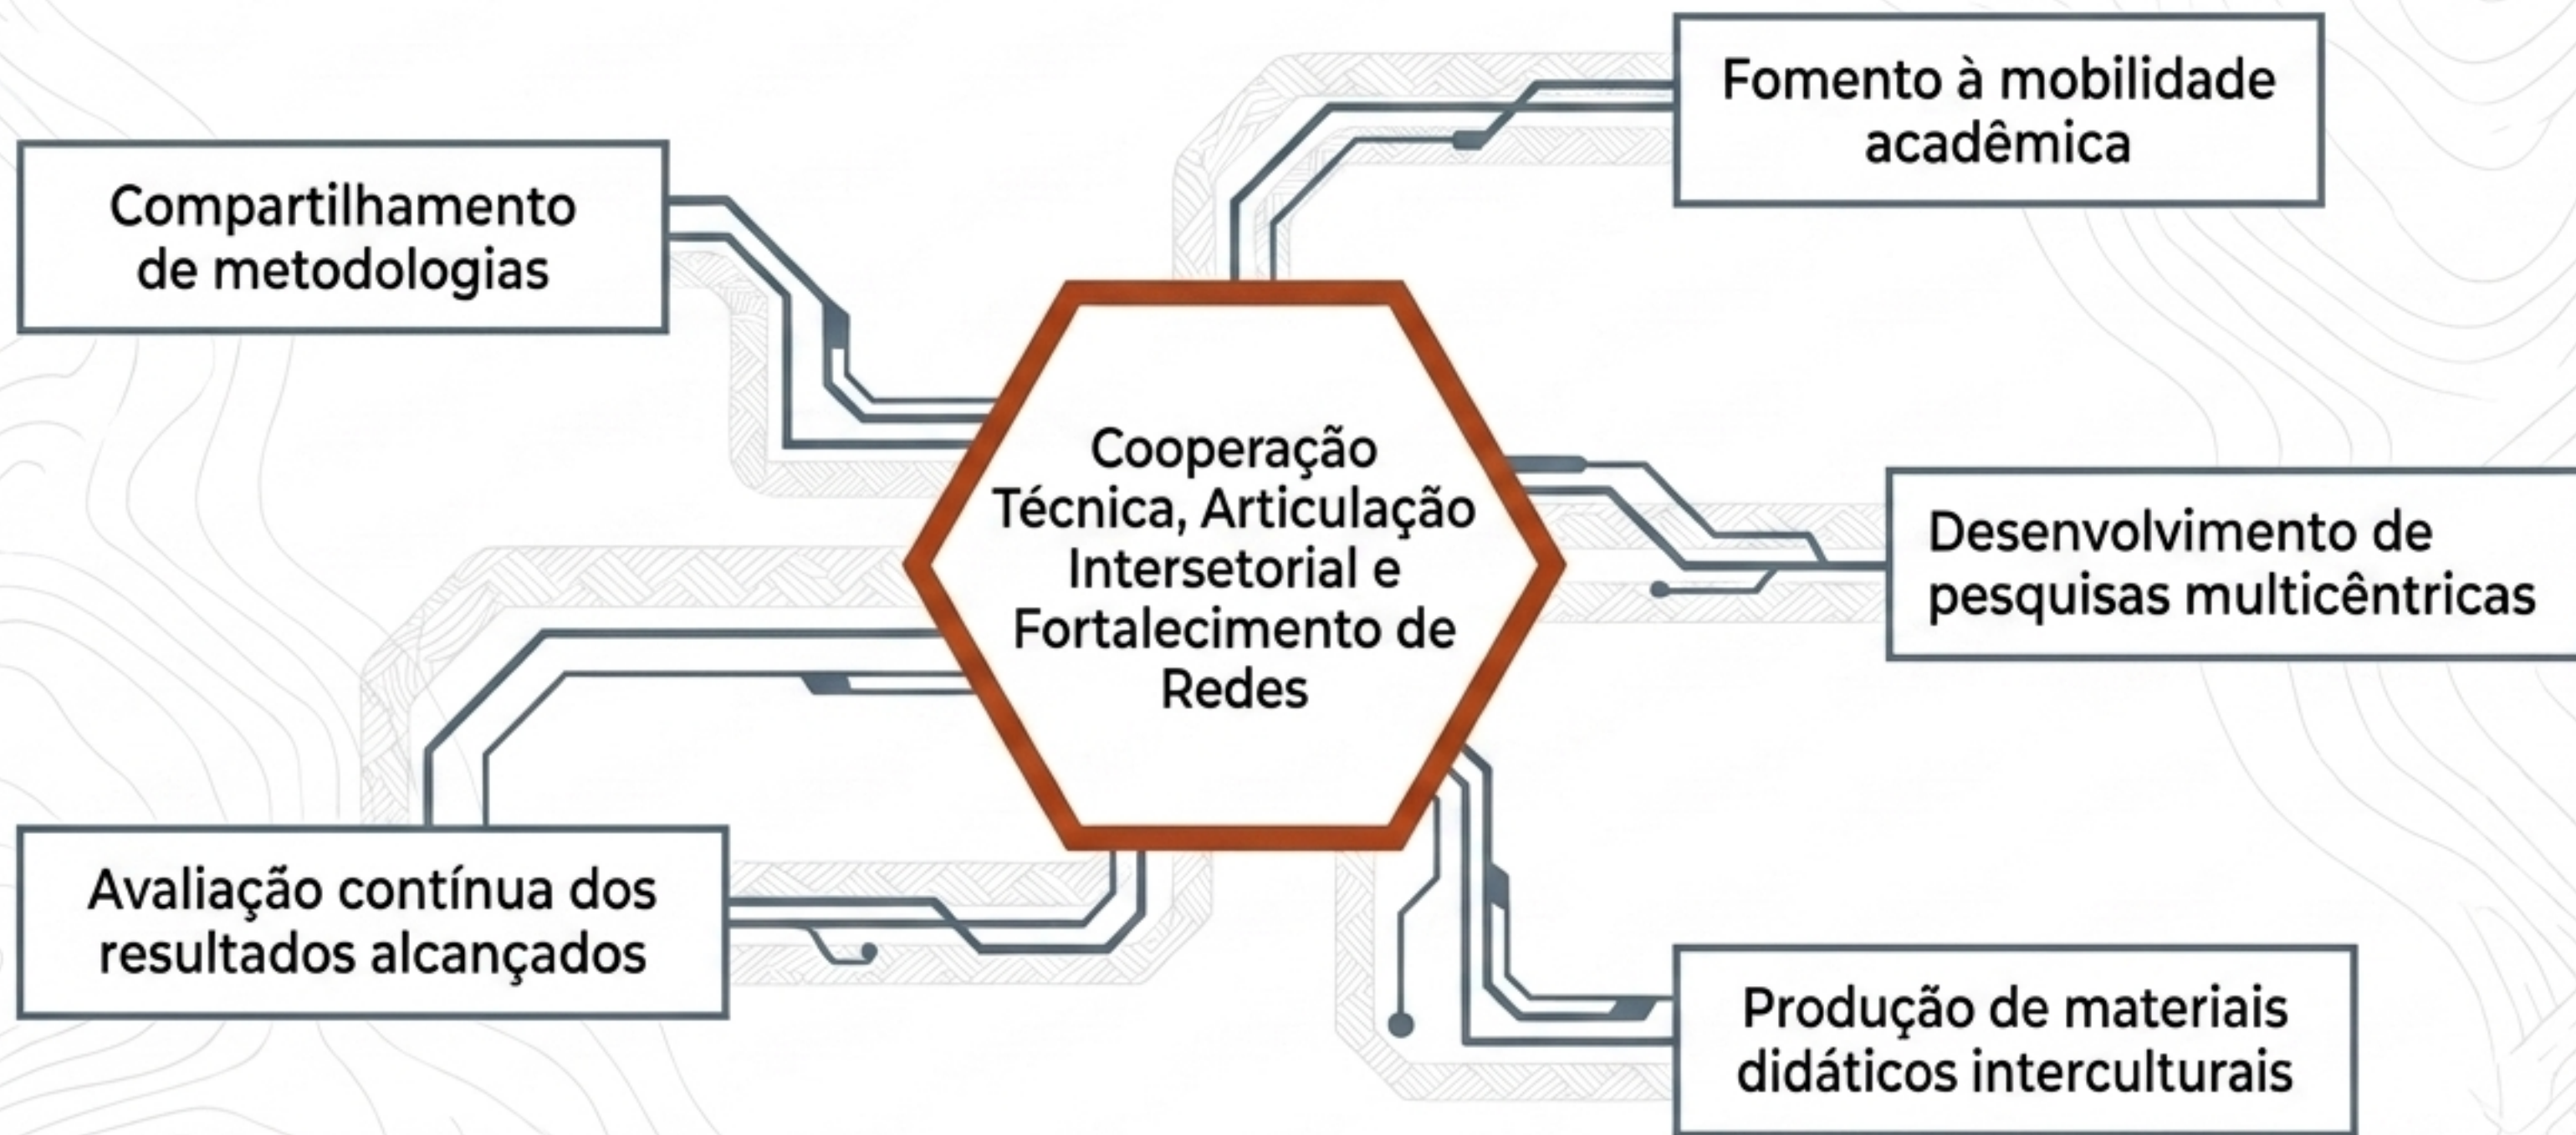 Fomento à mobilidade
acadêmica
Compartilhamento
de metodologias
Cooperação
Técnica, Articulação
Intersetorial e
Fortalecimento de
Redes
Desenvolvimento de
pesquisas multicêntricas
Avaliação contínua dos
resultados alcançados
Produção de materiais
didáticos interculturais